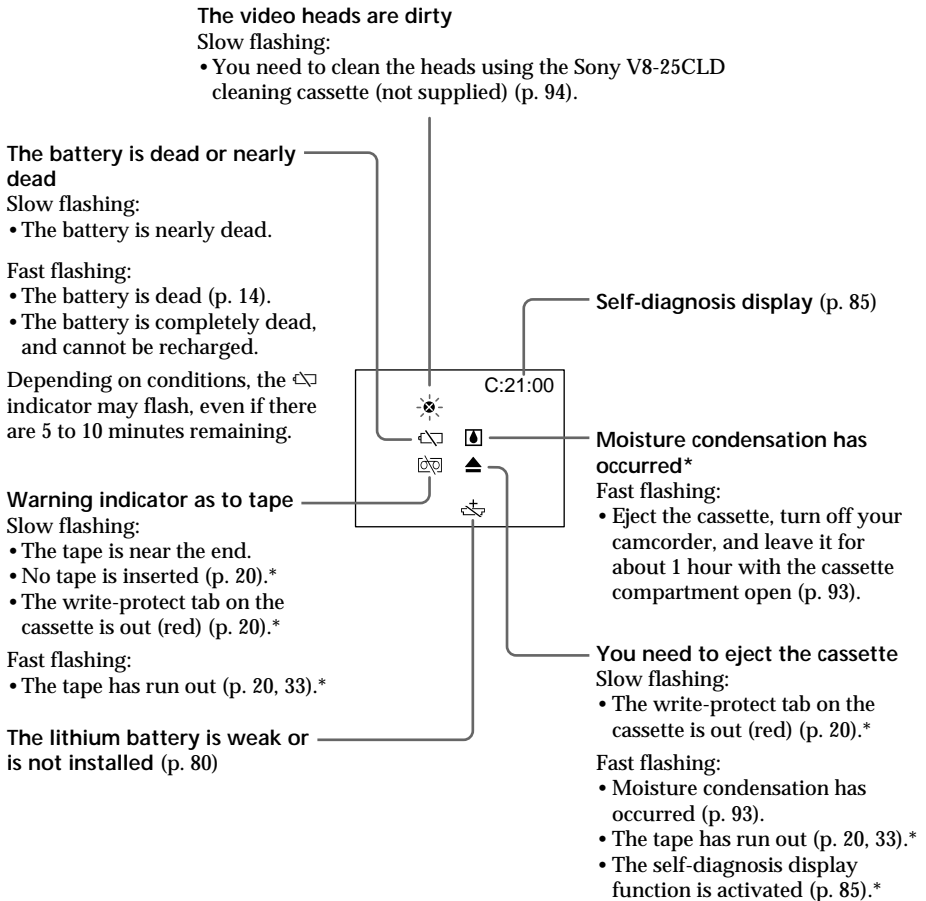 The video heads are dirty
Slow flashing:
• You need to clean the heads using the Sony V8-25CLD
cleaning cassette (not supplied) (p. 94).
The battery is dead or nearly
dead
Slow flashing:
• The battery is nearly dead.
Fast flashing:
• The battery is dead (p. 14).
• The battery is completely dead,
and cannot be recharged.
Depending on conditions, the
indicator may flash, even if there
are 5 to 10 minutes remaining.
Warning indicator as to tape
Slow flashing:
• The tape is near the end.
• No tape is inserted (p. 20).*
• The write-protect tab on the
cassette is out (red) (p. 20).*
Fast flashing:
• The tape has run out (p. 20, 33).*
The lithium battery is weak or
is not installed (p. 80)
C:21:00
Self-diagnosis display (p. 85)
Moisture condensation has
occurred*
Fast flashing:
• Eject the cassette, turn off your
camcorder, and leave it for
about 1 hour with the cassette
compartment open (p. 93).
You need to eject the cassette
Slow flashing:
• The write-protect tab on the
cassette is out (red) (p. 20).*
Fast flashing:
• Moisture condensation has
occurred (p. 93).
• The tape has run out (p. 20, 33).*
• The self-diagnosis display
function is activated (p. 85).*